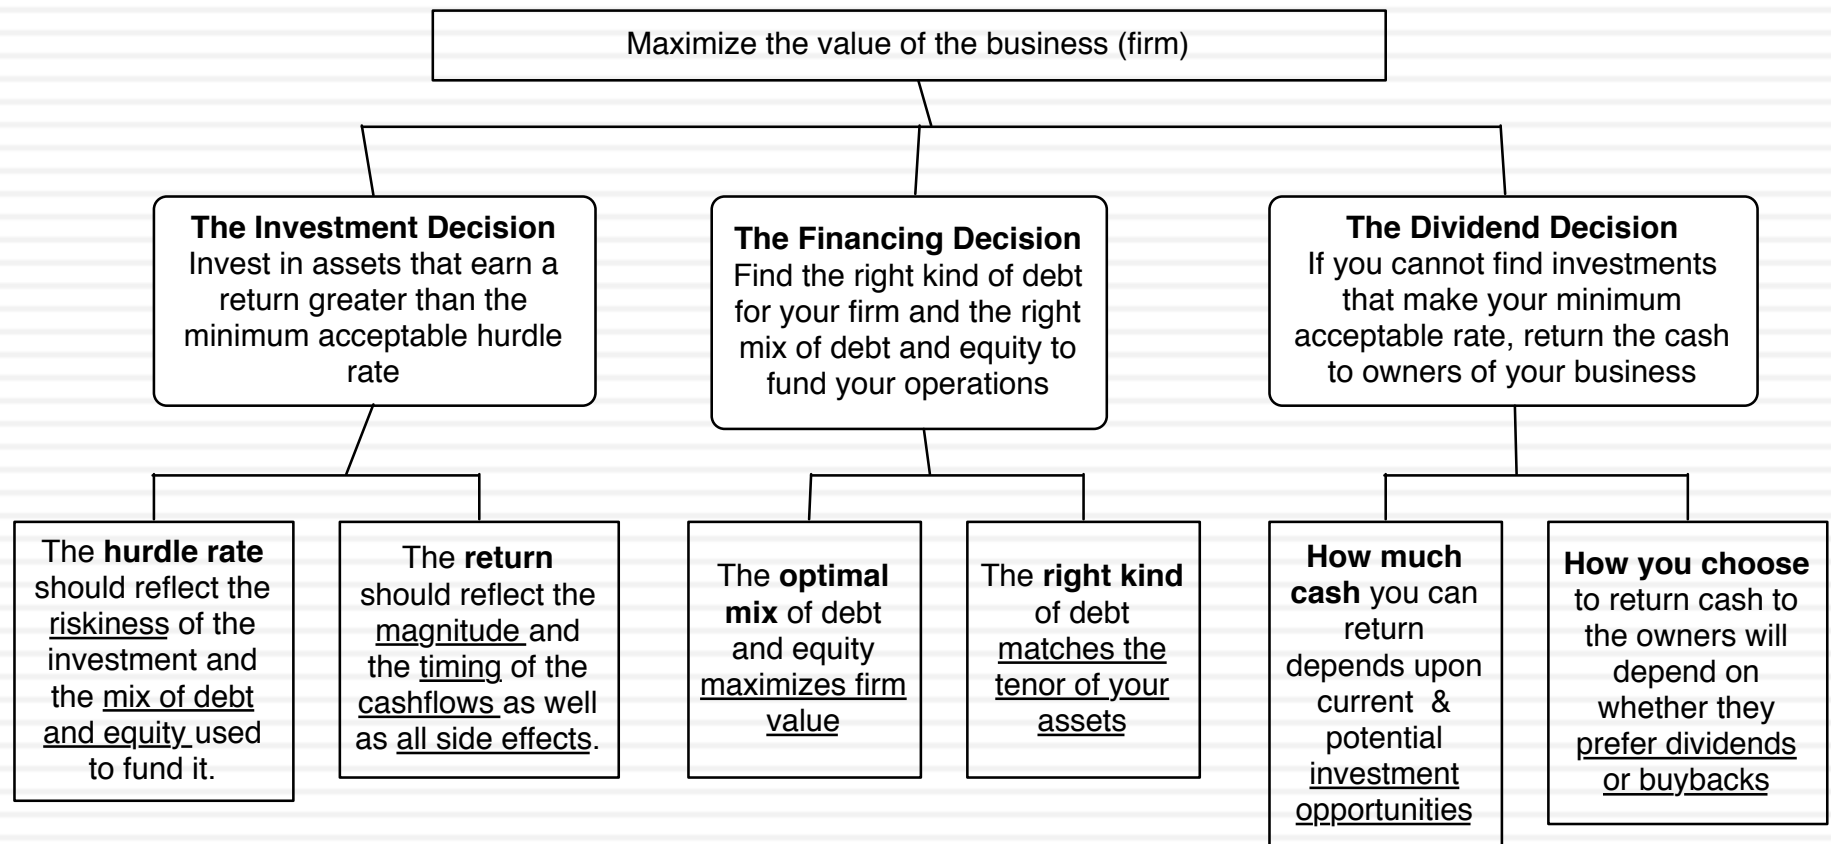 Maximize the value of the business (firm)
The Investment Decision
Invest in assets that earn a
return greater than the
minimum acceptable hurdle
rate
The Financing Decision
Find the right kind of debt
for your firm and the right
mix of debt and equity to
fund your operations
The Dividend Decision
If you cannot find investments
that make your minimum
acceptable rate, return the cash
to owners of your business
The hurdle rate
should reflect the
riskiness of the
investment and
the mix of debt
and equity used
to fund it.
The return
should reflect the
magnitude and
the timing of the
cashflows as well
as all side effects.
The optimal
mix of debt
and equity
maximizes firm
value
The right kind
of debt
matches the
tenor of your
assets
How much
cash you can
return
depends upon
current &
potential
investment
opportunities
How you choose
to return cash to
the owners will
depend on
whether they
prefer dividends
or buybacks